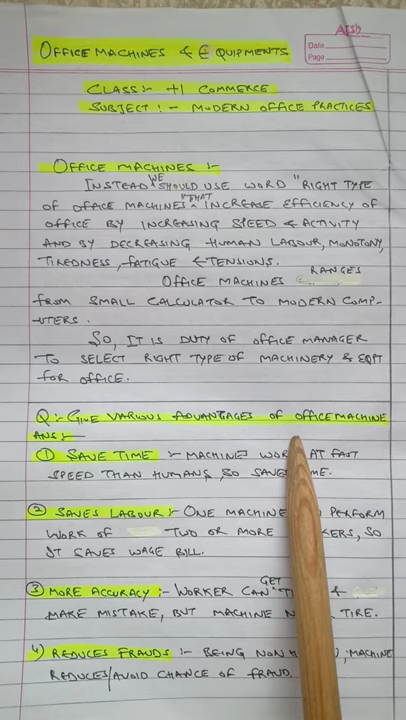 Arsh
OFFICE MACHINES & EQUIPMENTS
Date
Page
CLASS :- +1 COMMERCE
SUBJECT :- MODERN OFFICE PRACTICES
OFFICE MACHINES :-
INSTEAD WE SHOULD USE WORD "RIGHT TYPE
OF OFFICE MACHINES" THAT INCREASE EFFICIENCY OF
OFFICE BY INCREASING SPEED & ACTIVITY
AND BY DECREASING HUMAN LABOUR, MONOTONY,
TIREDNESS, FATIGUE & TENSIONS.
OFFICE MACHINES RANGES
FROM SMALL CALCULATOR TO MODERN COMP-
UTERS.
SO, IT IS DUTY OF OFFICE MANAGER
TO SELECT RIGHT TYPE OF MACHINERY & EQPT
FOR OFFICE.
Q:- GIVE VARIOUS ADVANTAGES OF OFFICE MACHINE
ANS:-
① SAVE TIME :- MACHINES WORK AT FAST
SPEED THAN HUMANS, SO SAVES
② SAVES LABOUR :- ONE MACHINE PERFORM
WORK OF TWO OR MORE SO
IT SAVES WAGE BILL.
③ MORE ACCURACY :- WORKER CAN GET &
MAKE MISTAKE, BUT MACHINE TIRE.
4) REDUCES FRAUDS :- BEING NON , MACHINE
REDUCES/AVOID CHANCE OF FRAUD.